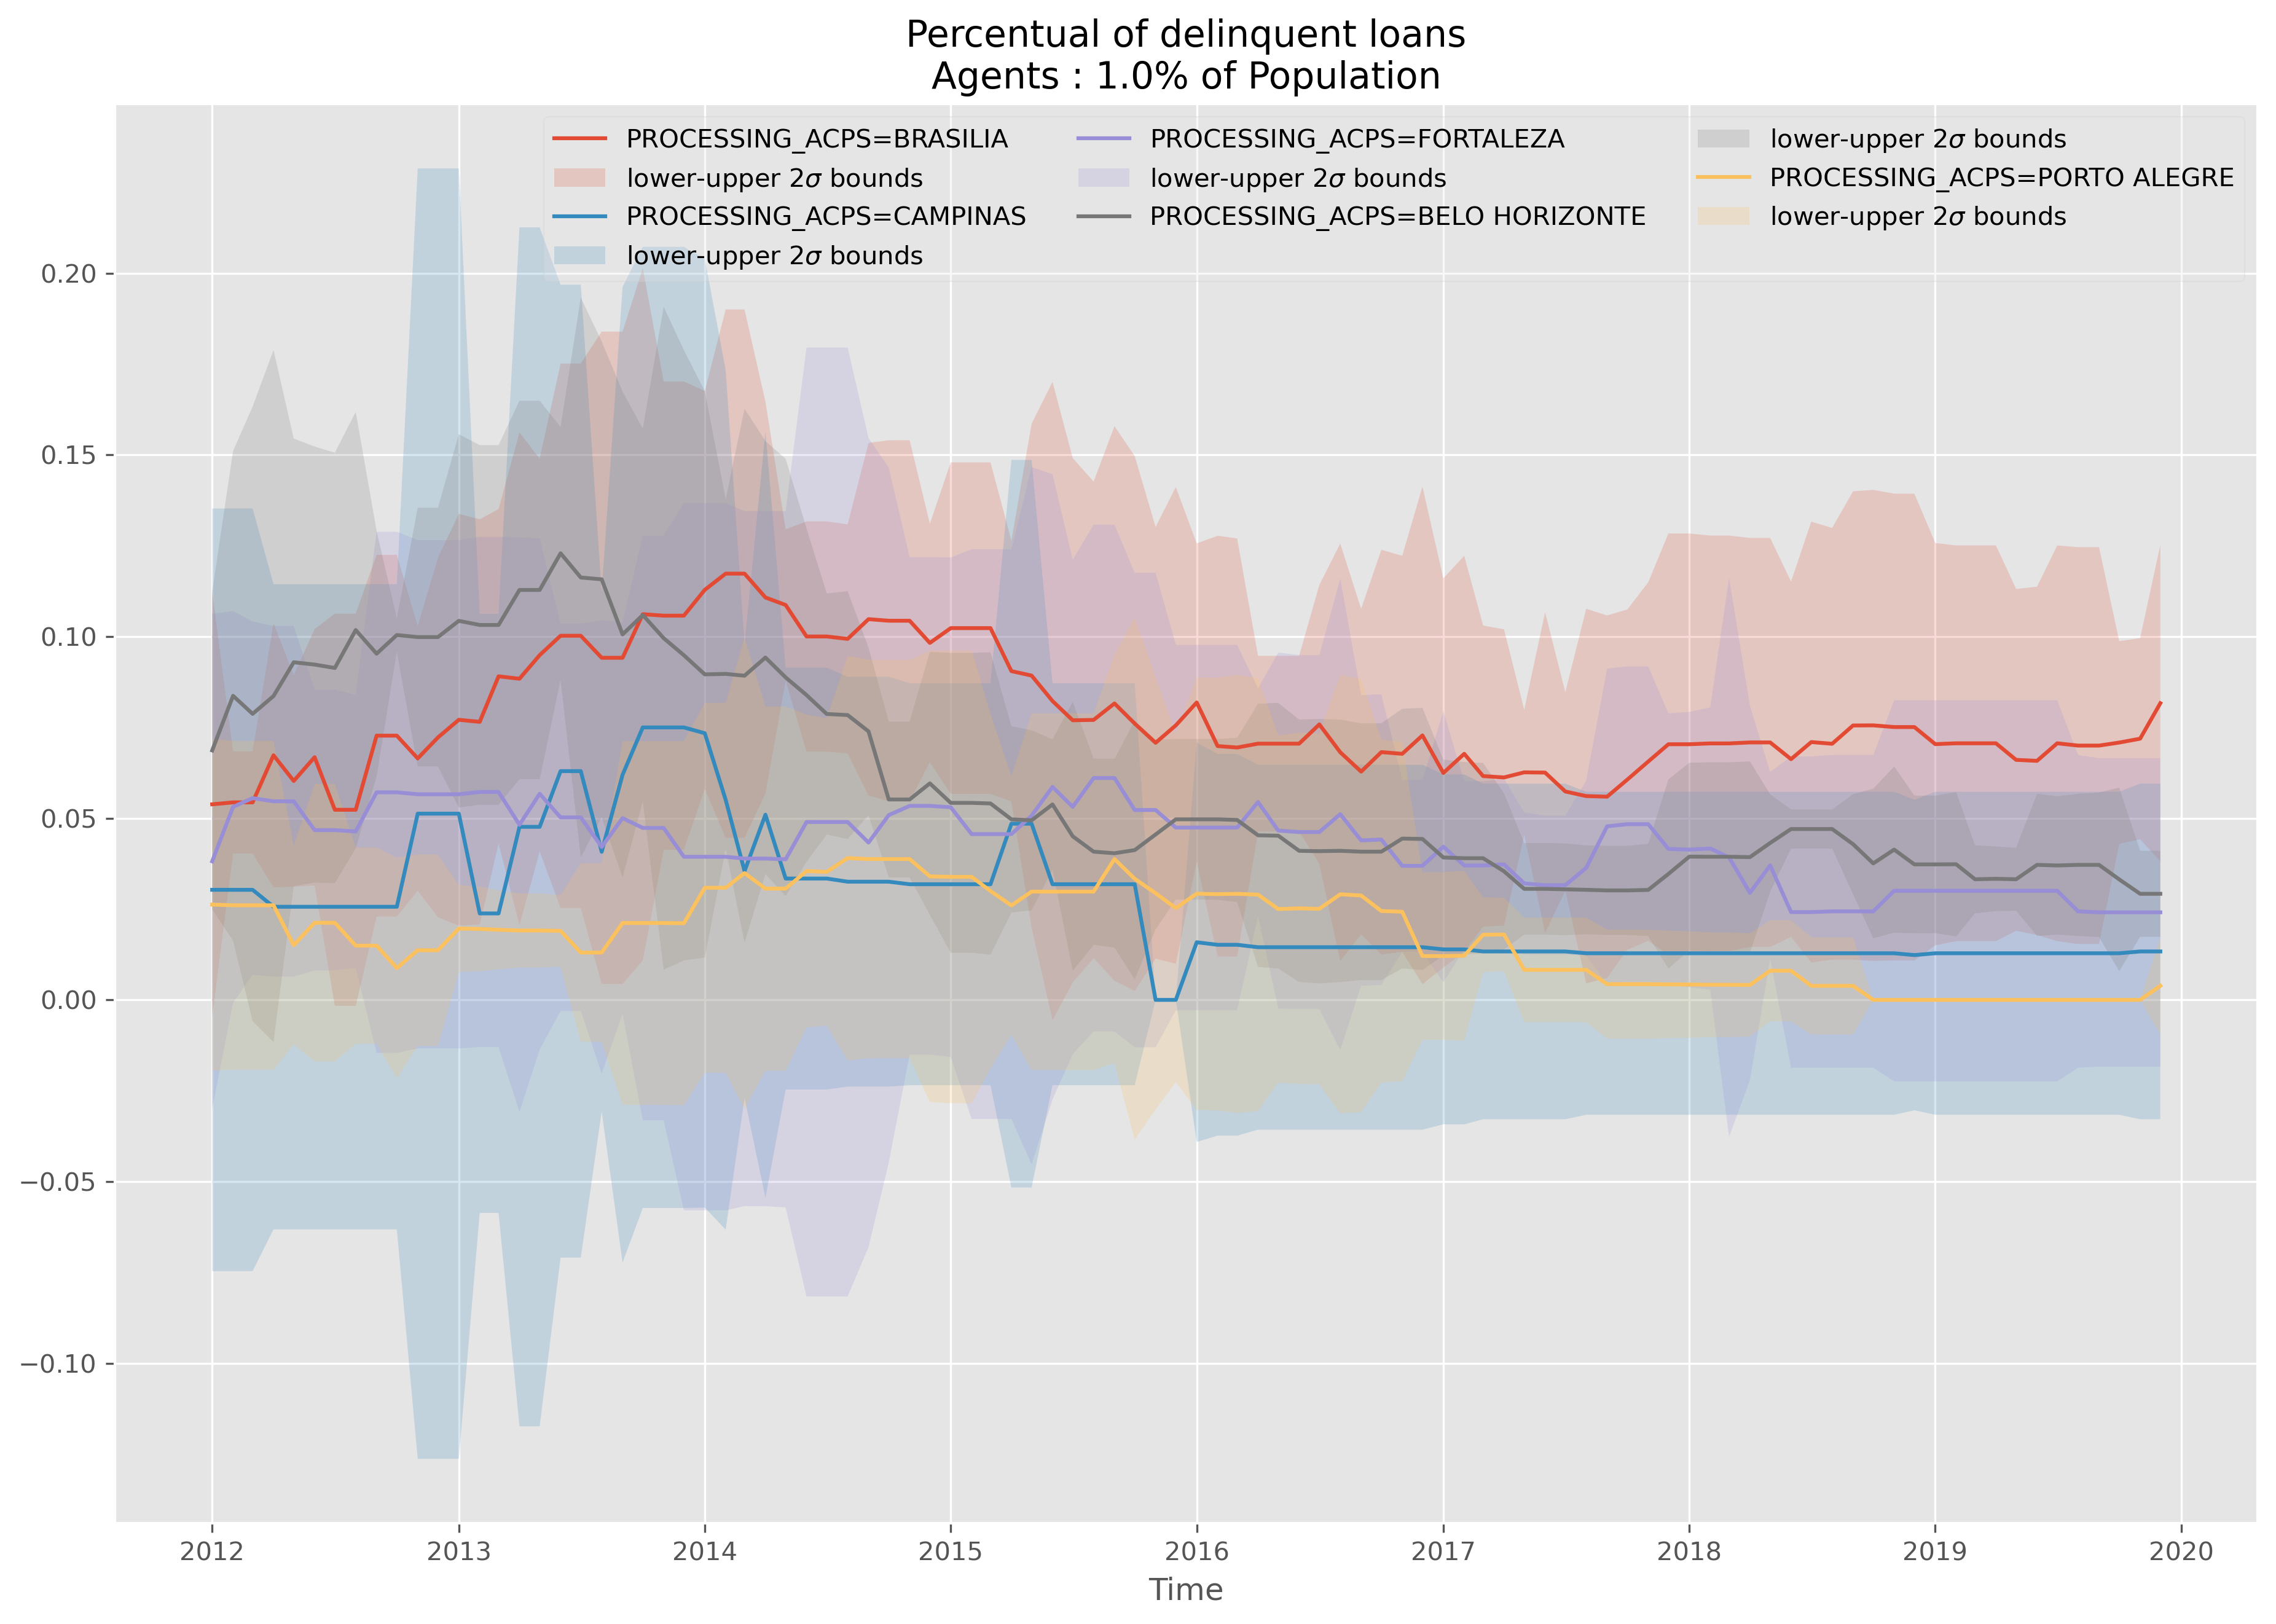 Percentual of delinquent loans
Agents : 1.0% of Population
PROCESSING_ACPS=BRASILIA
lower-upper 2σ bounds
PROCESSING_ACPS=CAMPINAS
lower-upper 2σ bounds
PROCESSING_ACPS=FORTALEZA
lower-upper 2σ bounds
PROCESSING_ACPS=BELO HORIZONTE
lower-upper 2σ bounds
PROCESSING_ACPS=PORTO ALEGRE
lower-upper 2σ bounds
0.20
0.15
0.10
0.05
0.00
−0.05
−0.10
2012 2013 2014 2015 2016 2017 2018 2019 2020
Time